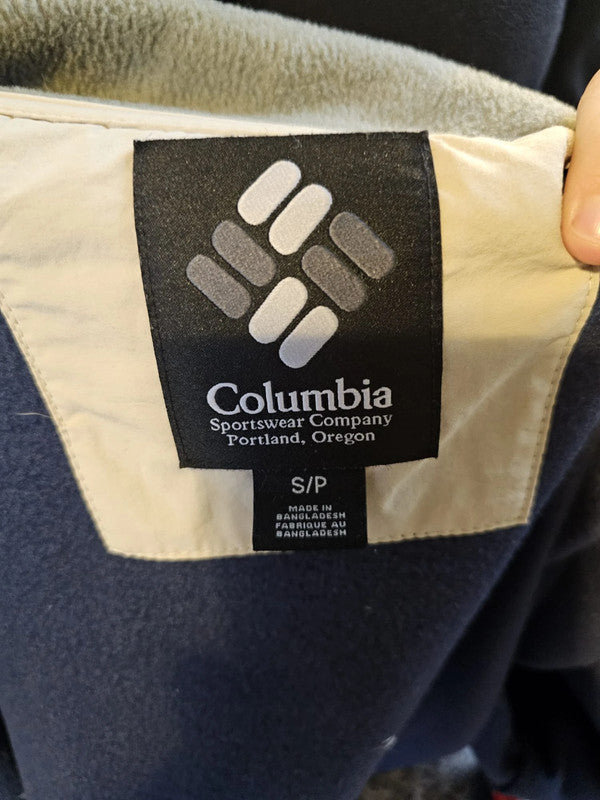 Columbia
Sportswear Company
Portland, Oregon
S/P
MADE IN
BANGLADESH
FABRIQUE AU
BANGLADESH